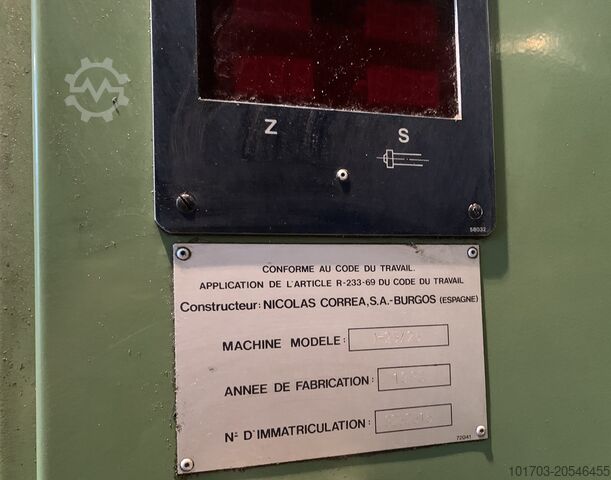 Z
S
58032
CONFORME AU CODE DU TRAVAIL.
APPLICATION DE L'ARTICLE R-233-69 DU CODE DU TRAVAIL
Constructeur: NICOLAS CORREA, S.A.-BURGOS (ESPAGNE)
MACHINE MODELE:
ANNEE DE FABRICATION:
Nº D'IMMATRICULATION:
72041
101703-20546455